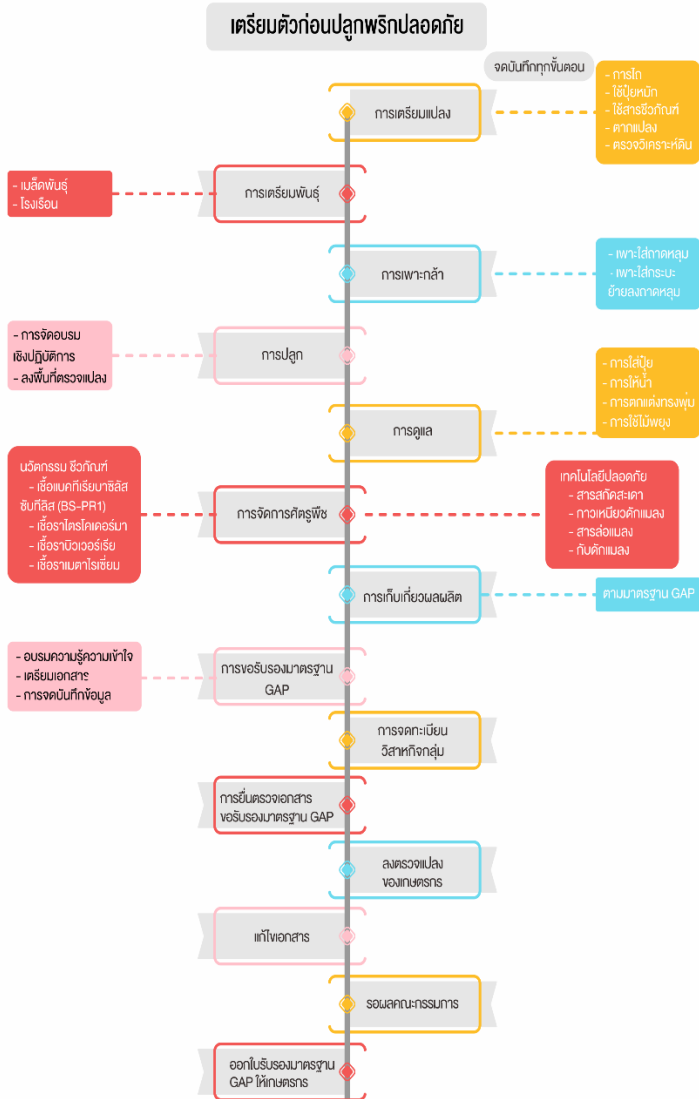 เตรียมตัวก่อนปลูกพริกปลอดภัย
จดบันทึกทุกขั้นตอน
การเตรียมแปลง
- การไถ
- ใช้ปุ๋ยหมัก
- ใช้สารชีวภัณฑ์
- ตากแปลง
- ตรวจวิเคราะห์ดิน
- เมล็ดพันธุ์
- โรงเรือน
การเตรียมพันธุ์
การเพาะกล้า
- เพาะใส่ถาดหลุม
- เพาะใส่กระบะ
ย้ายลงถาดหลุม
- การจัดอบรม
เชิงปฏิบัติการ
- ลงพื้นที่ตรวจแปลง
การปลูก
การดูแล
- การใส่ปุ๋ย
- การให้น้ำ
- การตกแต่งทรงพุ่ม
- การใช้ไม้พยุง
นวัตกรรม ชีวภัณฑ์
- เชื้อแบคทีเรียบาซิลัส
ซับทีลิส (BS-PR1)
- เชื้อราไตรโคเดอร์มา
- เชื้อราบิวเวอร์เรีย
- เชื้อราเมตาไรเซี่ยม
การจัดการศัตรูพืช
เทคโนโลยีปลอดภัย
- สารสกัดสะเดา
- กาวเหนียวดักแมลง
- สารล่อแมลง
- กับดักแมลง
การเก็บเกี่ยวผลผลิต
ตามมาตรฐาน GAP
- อบรมความรู้ความเข้าใจ
- เตรียมเอกสาร
- การจดบันทึกข้อมูล
การขอรับรองมาตรฐาน
GAP
การจดทะเบียน
วิสาหกิจกลุ่ม
การยื่นตรวจเอกสาร
ขอรับรองมาตรฐาน GAP
ลงตรวจแปลง
ของเกษตรกร
แก้ไขเอกสาร
รอผลคณะกรรมการ
ออกใบรับรองมาตรฐาน
GAP ให้เกษตรกร